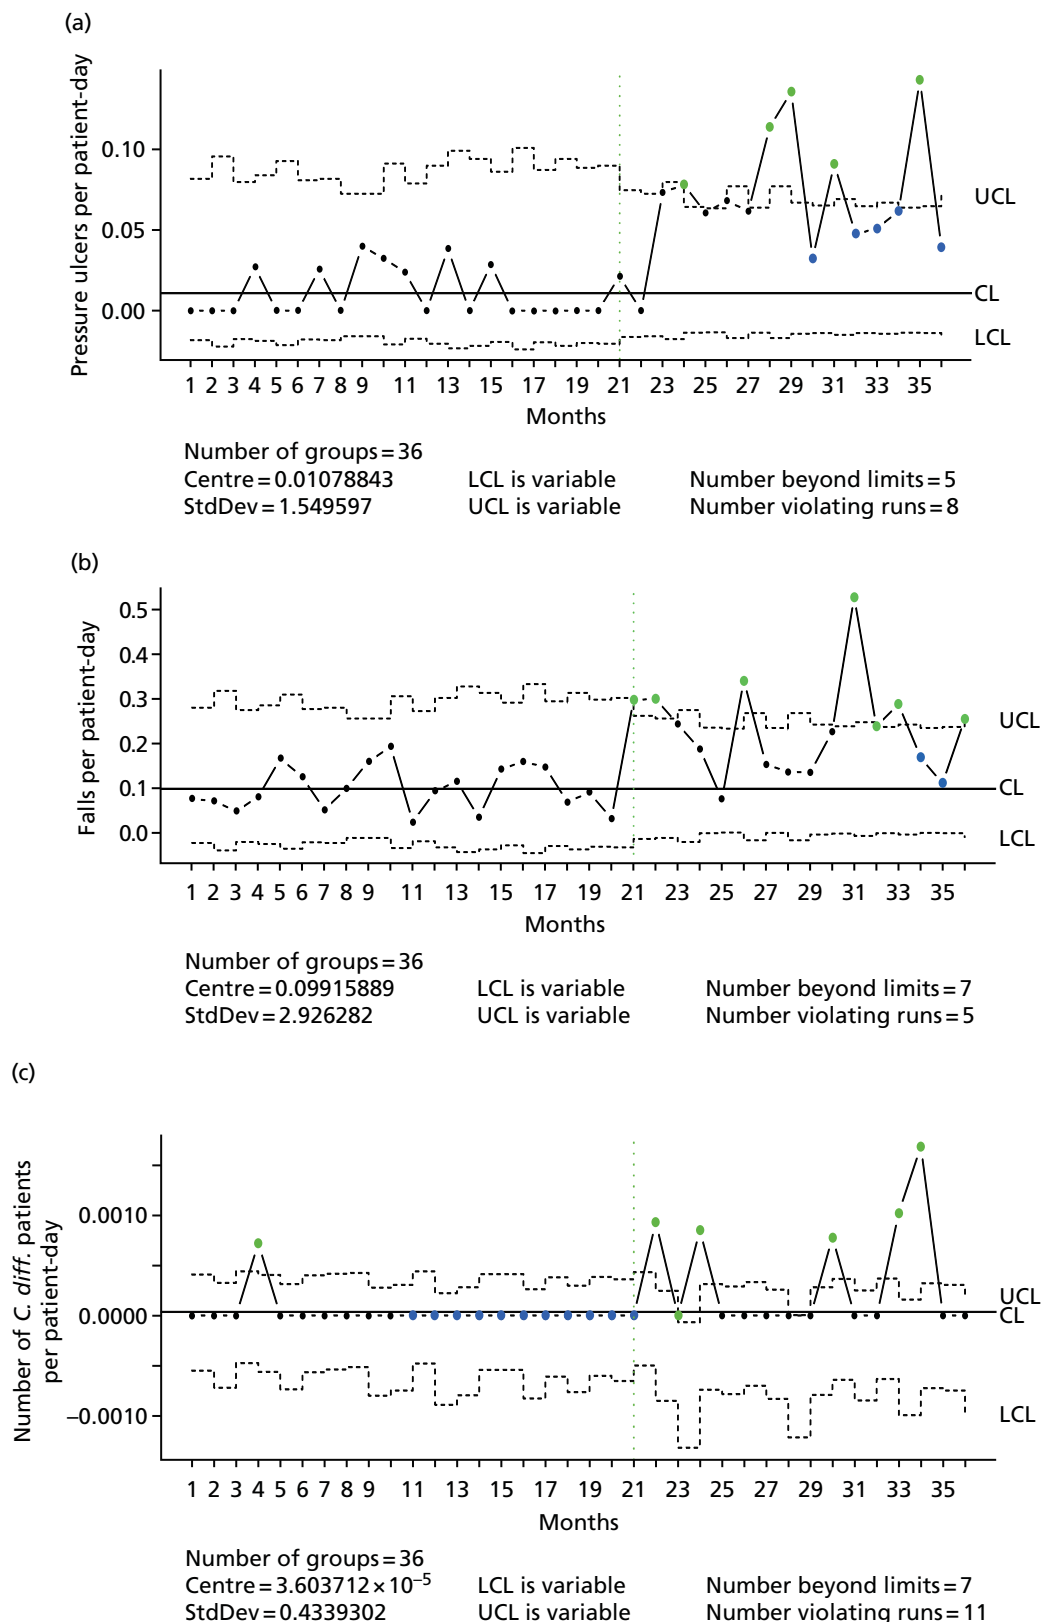 (a)
Pressure ulcers per patient-day
0.10
0.05
0.00
UCL
CL
LCL
1 2 3 4 5 6 7 8 9 11 13 15 17 19 21 23 25 27 29 31 33 35
Months
Number of groups = 36
Centre = 0.01078843 LCL is variable Number beyond limits = 5
StdDev = 1.549597 UCL is variable Number violating runs = 8
(b)
Falls per patient-day
0.5
0.4
0.3
0.2
0.1
0.0
UCL
CL
LCL
1 2 3 4 5 6 7 8 9 11 13 15 17 19 21 23 25 27 29 31 33 35
Months
Number of groups = 36
Centre = 0.09915889 LCL is variable Number beyond limits = 7
StdDev = 2.926282 UCL is variable Number violating runs = 5
(c)
Number of C. diff. patients
per patient-day
0.0010
0.0000
−0.0010
UCL
CL
LCL
1 2 3 4 5 6 7 8 9 11 13 15 17 19 21 23 25 27 29 31 33 35
Months
Number of groups = 36
Centre = 3.603712 × 10⁻⁵ LCL is variable Number beyond limits = 7
StdDev = 0.4339302 UCL is variable Number violating runs = 11